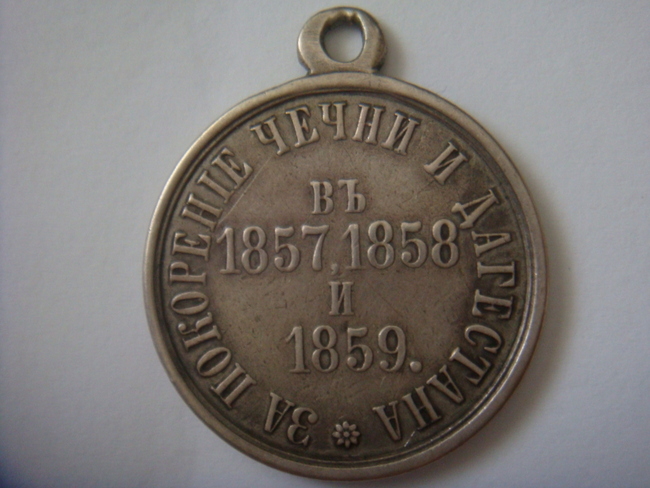 ЗА ПОКОРЕНІЕ ЧЕЧНИ И ДАГЕСТАНА
ВЪ
1857, 1858
И
1859.